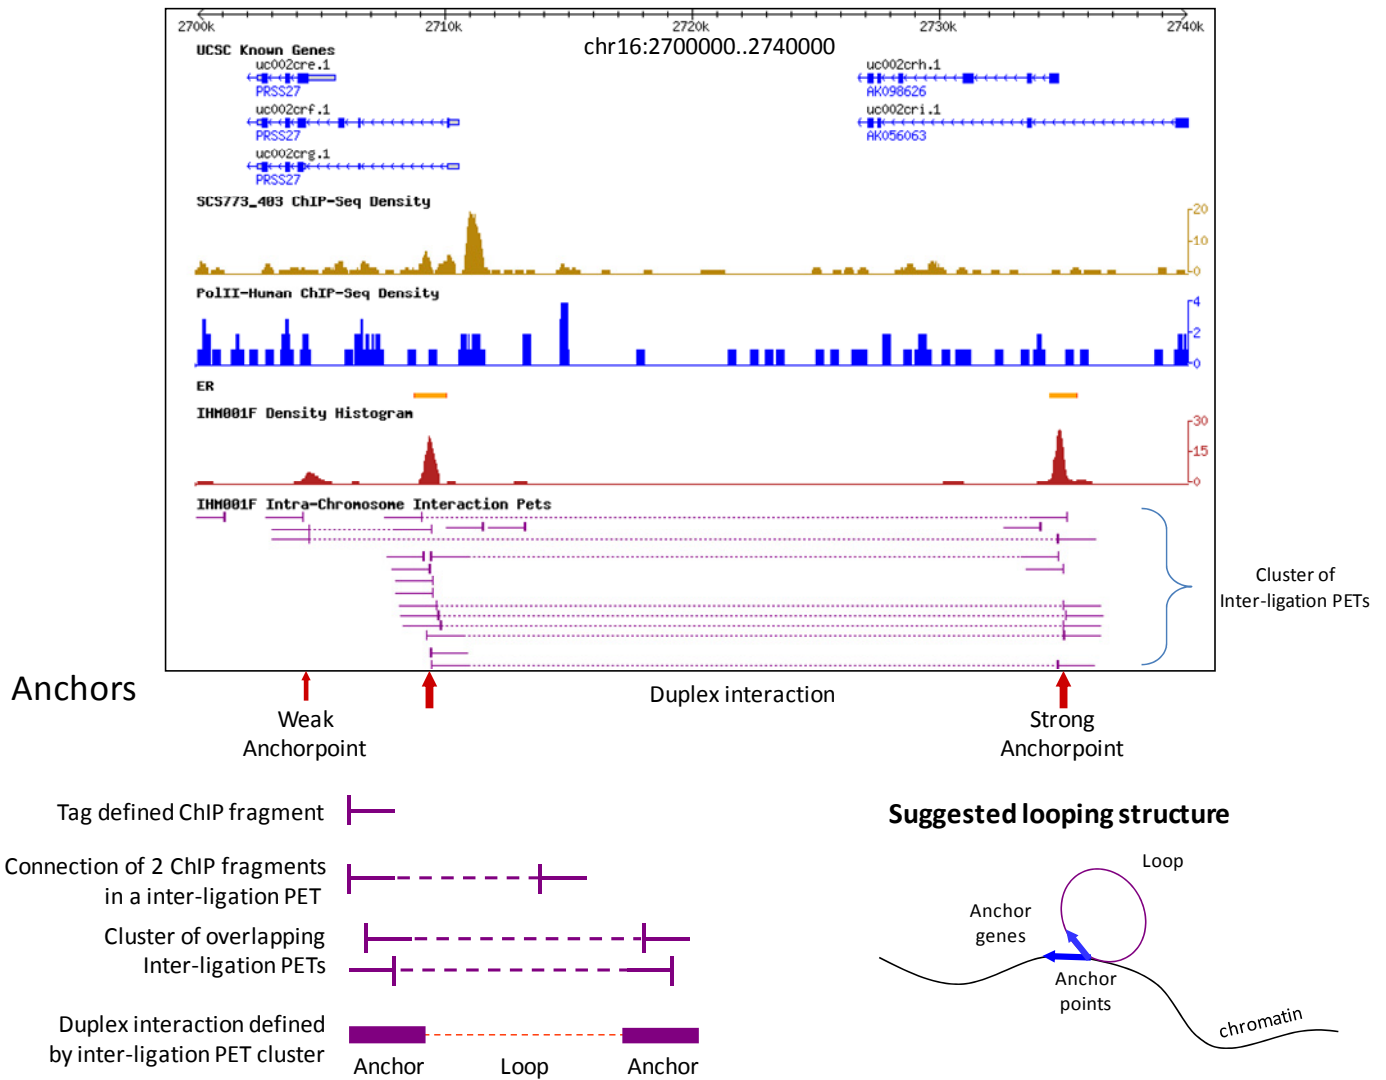 2700k 2710k 2720k 2730k 2740k
chr16:2700000..2740000
UCSC Known Genes
uc002cre.1 uc002crh.1
PRSS27 AK098626
uc002crf.1 uc002cri.1
PRSS27 AK056063
uc002crg.1
PRSS27
SCS773_403 ChIP-Seq Density
20
10
0
PolII-Human ChIP-Seq Density
4
2
0
ER
IHM001F Density Histogram
30
15
0
IHM001F Intra-Chromosome Interaction Pets
Cluster of
Inter-ligation PETs
Anchors
Weak
Anchorpoint
Duplex interaction
Strong
Anchorpoint
Tag defined ChIP fragment
Connection of 2 ChIP fragments
in a inter-ligation PET
Cluster of overlapping
Inter-ligation PETs
Duplex interaction defined
by inter-ligation PET cluster
Anchor Loop Anchor
Suggested looping structure
Loop
Anchor
genes
Anchor
points
chromatin